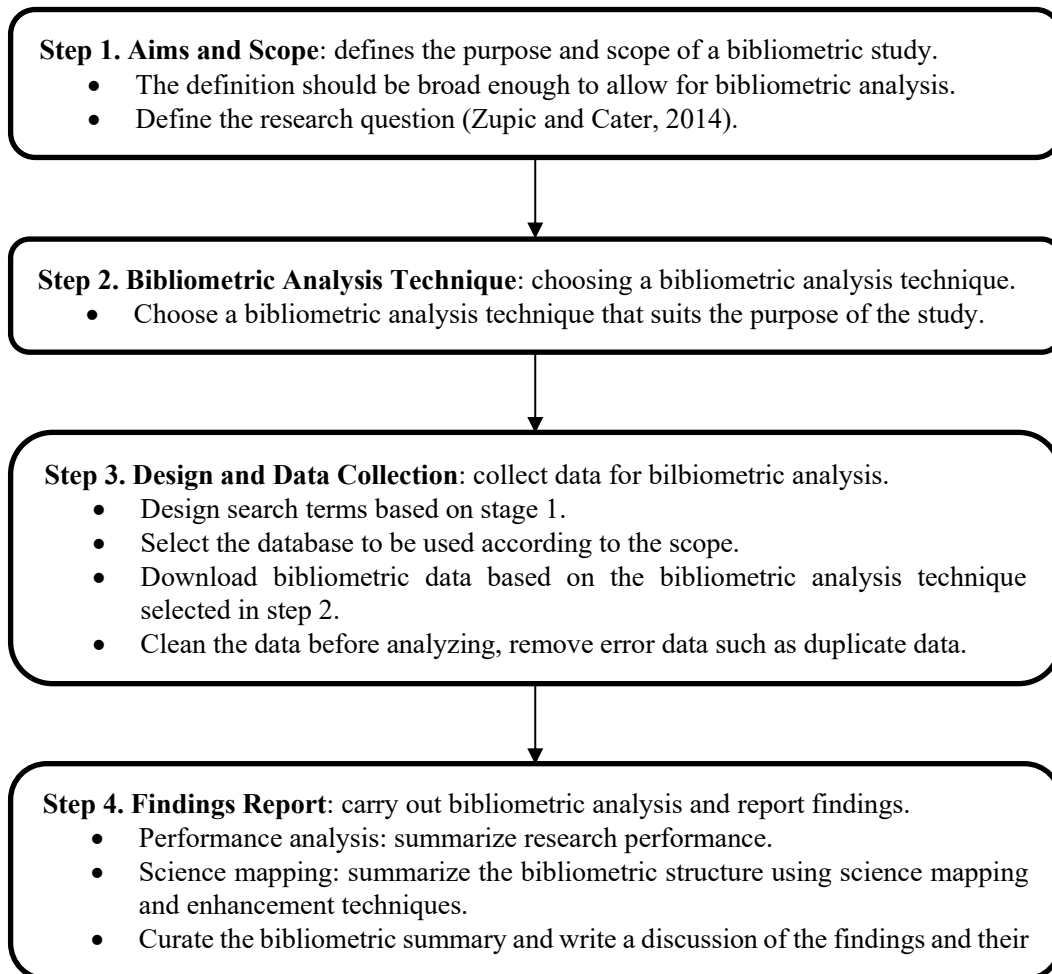 Step 1. Aims and Scope: defines the purpose and scope of a bibliometric study.
• The definition should be broad enough to allow for bibliometric analysis.
• Define the research question (Zupic and Cater, 2014).
Step 2. Bibliometric Analysis Technique: choosing a bibliometric analysis technique.
• Choose a bibliometric analysis technique that suits the purpose of the study.
Step 3. Design and Data Collection: collect data for bilbiometric analysis.
• Design search terms based on stage 1.
• Select the database to be used according to the scope.
• Download bibliometric data based on the bibliometric analysis technique
selected in step 2.
• Clean the data before analyzing, remove error data such as duplicate data.
Step 4. Findings Report: carry out bibliometric analysis and report findings.
• Performance analysis: summarize research performance.
• Science mapping: summarize the bibliometric structure using science mapping
and enhancement techniques.
• Curate the bibliometric summary and write a discussion of the findings and their